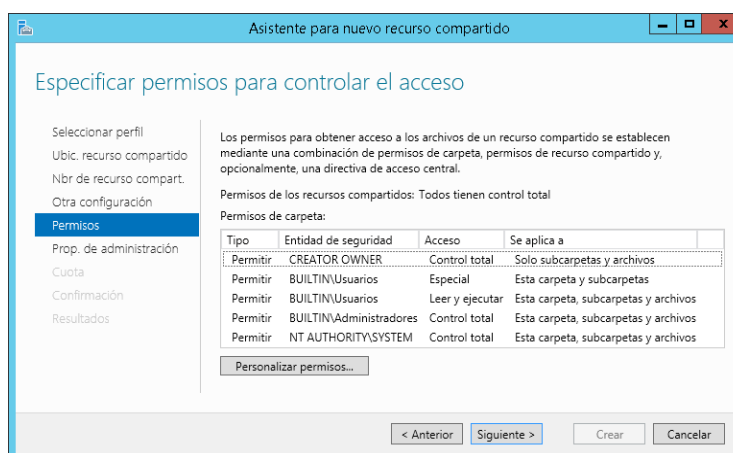 Asistente para nuevo recurso compartido
Especificar permisos para controlar el acceso
Seleccionar perfil
Ubic. recurso compartido
Nbr de recurso compart.
Otra configuración
Permisos
Prop. de administración
Cuota
Confirmación
Resultados
Los permisos para obtener acceso a los archivos de un recurso compartido se establecen
mediante una combinación de permisos de carpeta, permisos de recurso compartido y,
opcionalmente, una directiva de acceso central.
Permisos de los recursos compartidos: Todos tienen control total
Permisos de carpeta:
Tipo Entidad de seguridad Acceso Se aplica a
Permitir CREATOR OWNER Control total Solo subcarpetas y archivos
Permitir BUILTIN\Usuarios Especial Esta carpeta y subcarpetas
Permitir BUILTIN\Usuarios Leer y ejecutar Esta carpeta, subcarpetas y archivos
Permitir BUILTIN\Administradores Control total Esta carpeta, subcarpetas y archivos
Permitir NT AUTHORITY\SYSTEM Control total Esta carpeta, subcarpetas y archivos
Personalizar permisos...
< Anterior Siguiente > Crear Cancelar